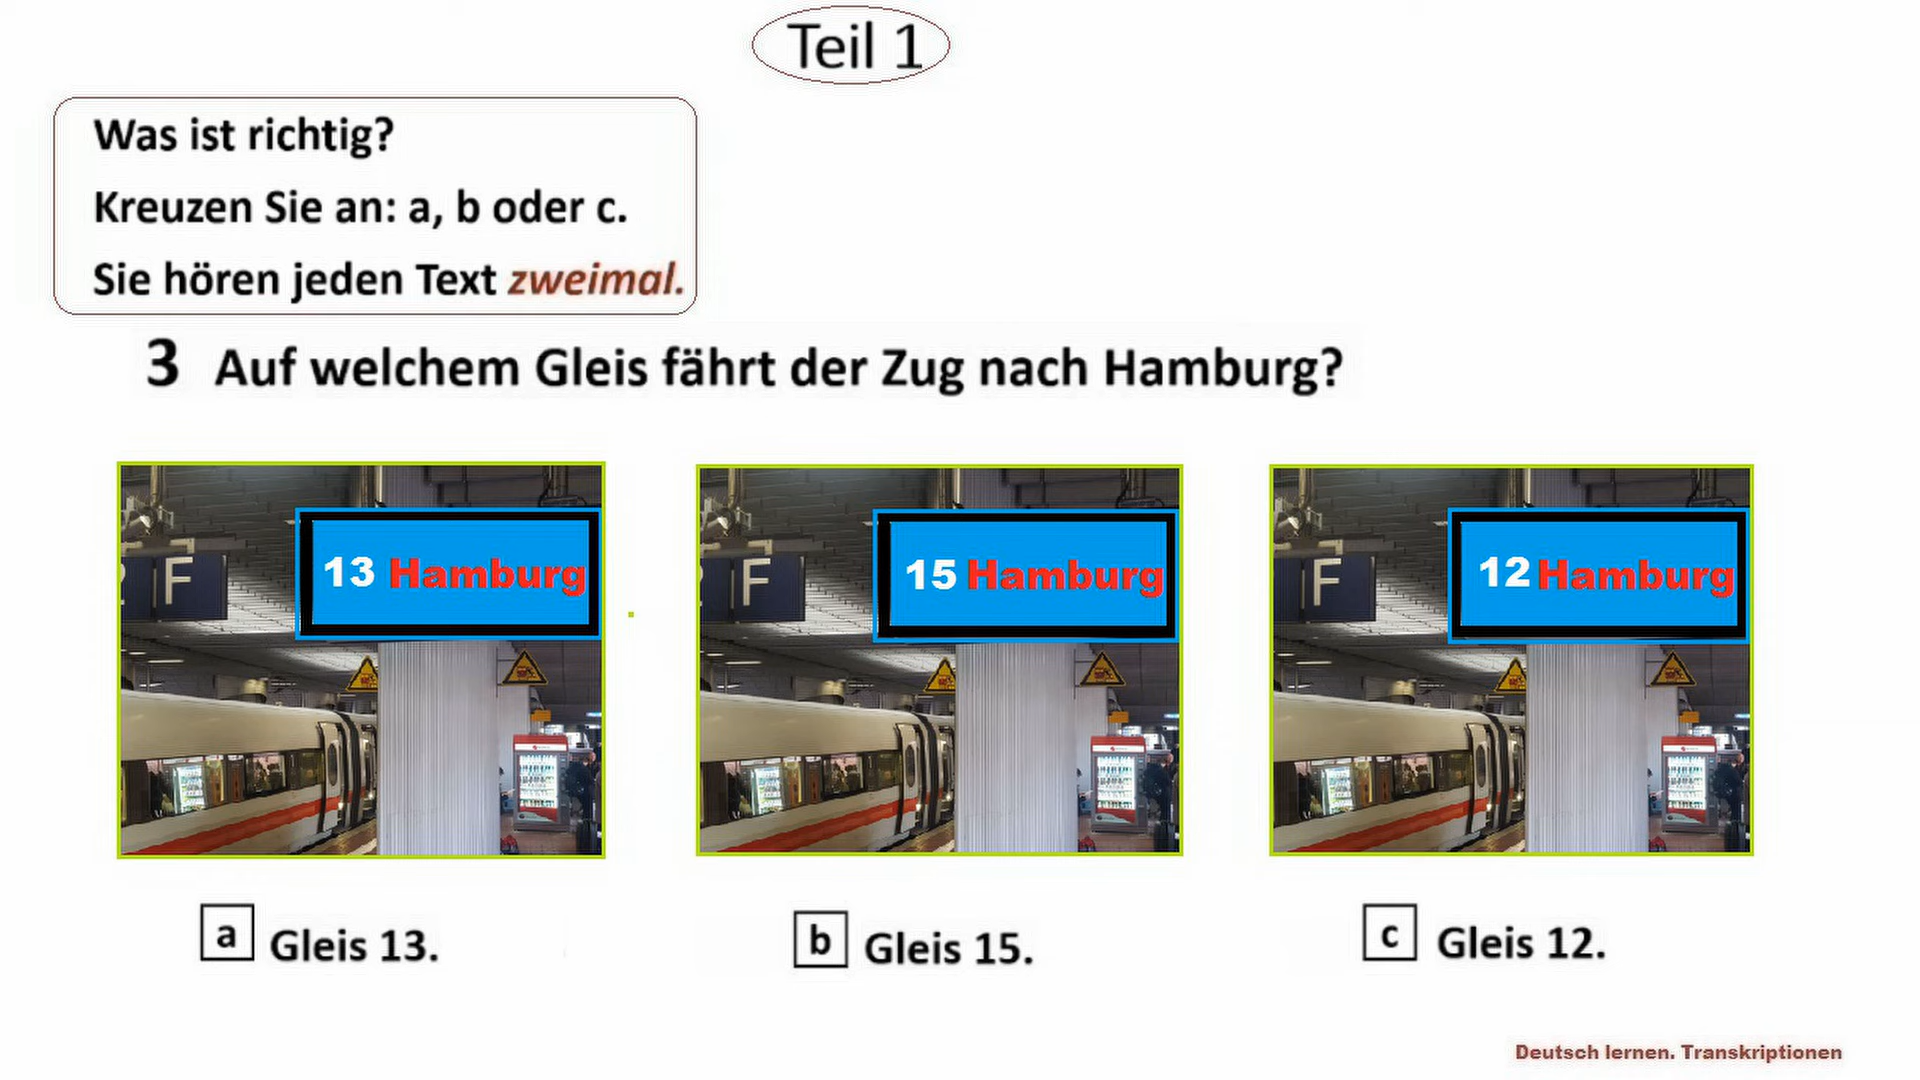 Teil 1
Was ist richtig?
Kreuzen Sie an: a, b oder c.
Sie hören jeden Text zweimal.
3 Auf welchem Gleis fährt der Zug nach Hamburg?
F
13 Hamburg
F
15 Hamburg
F
12 Hamburg
a Gleis 13.
b Gleis 15.
c Gleis 12.
Deutsch lernen. Transkriptionen